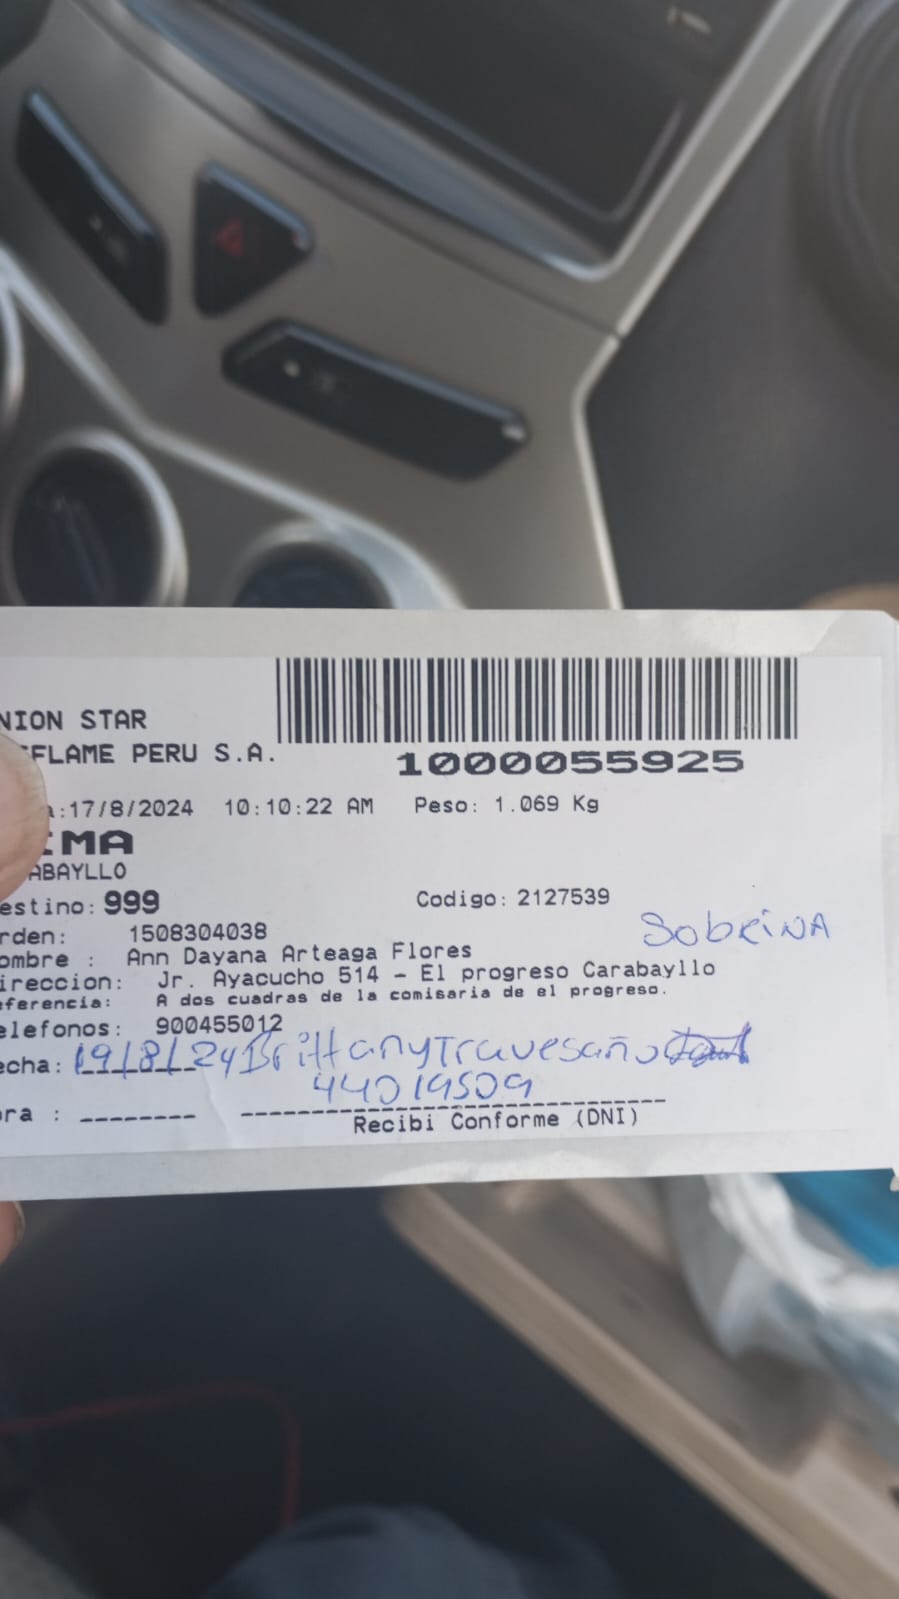 NION STAR
FLAME PERU S.A.
1000055925
:17/8/2024 10:10:22 AM Peso: 1.069 Kg
IMA
ABAYLLO
estino: 999 Codigo: 2127539
rden: 1508304038
SObRiNA
ombre : Ann Dayana Arteaga Flores
ireccion: Jr. Ayacucho 514 - El progreso Carabayllo
eferencia: A dos cuadras de la comisaria de el progreso.
elefonos: 900455012
echa: 19/8/24 Brittany Travesaño
44019509
ora : --------
Recibi Conforme (DNI)